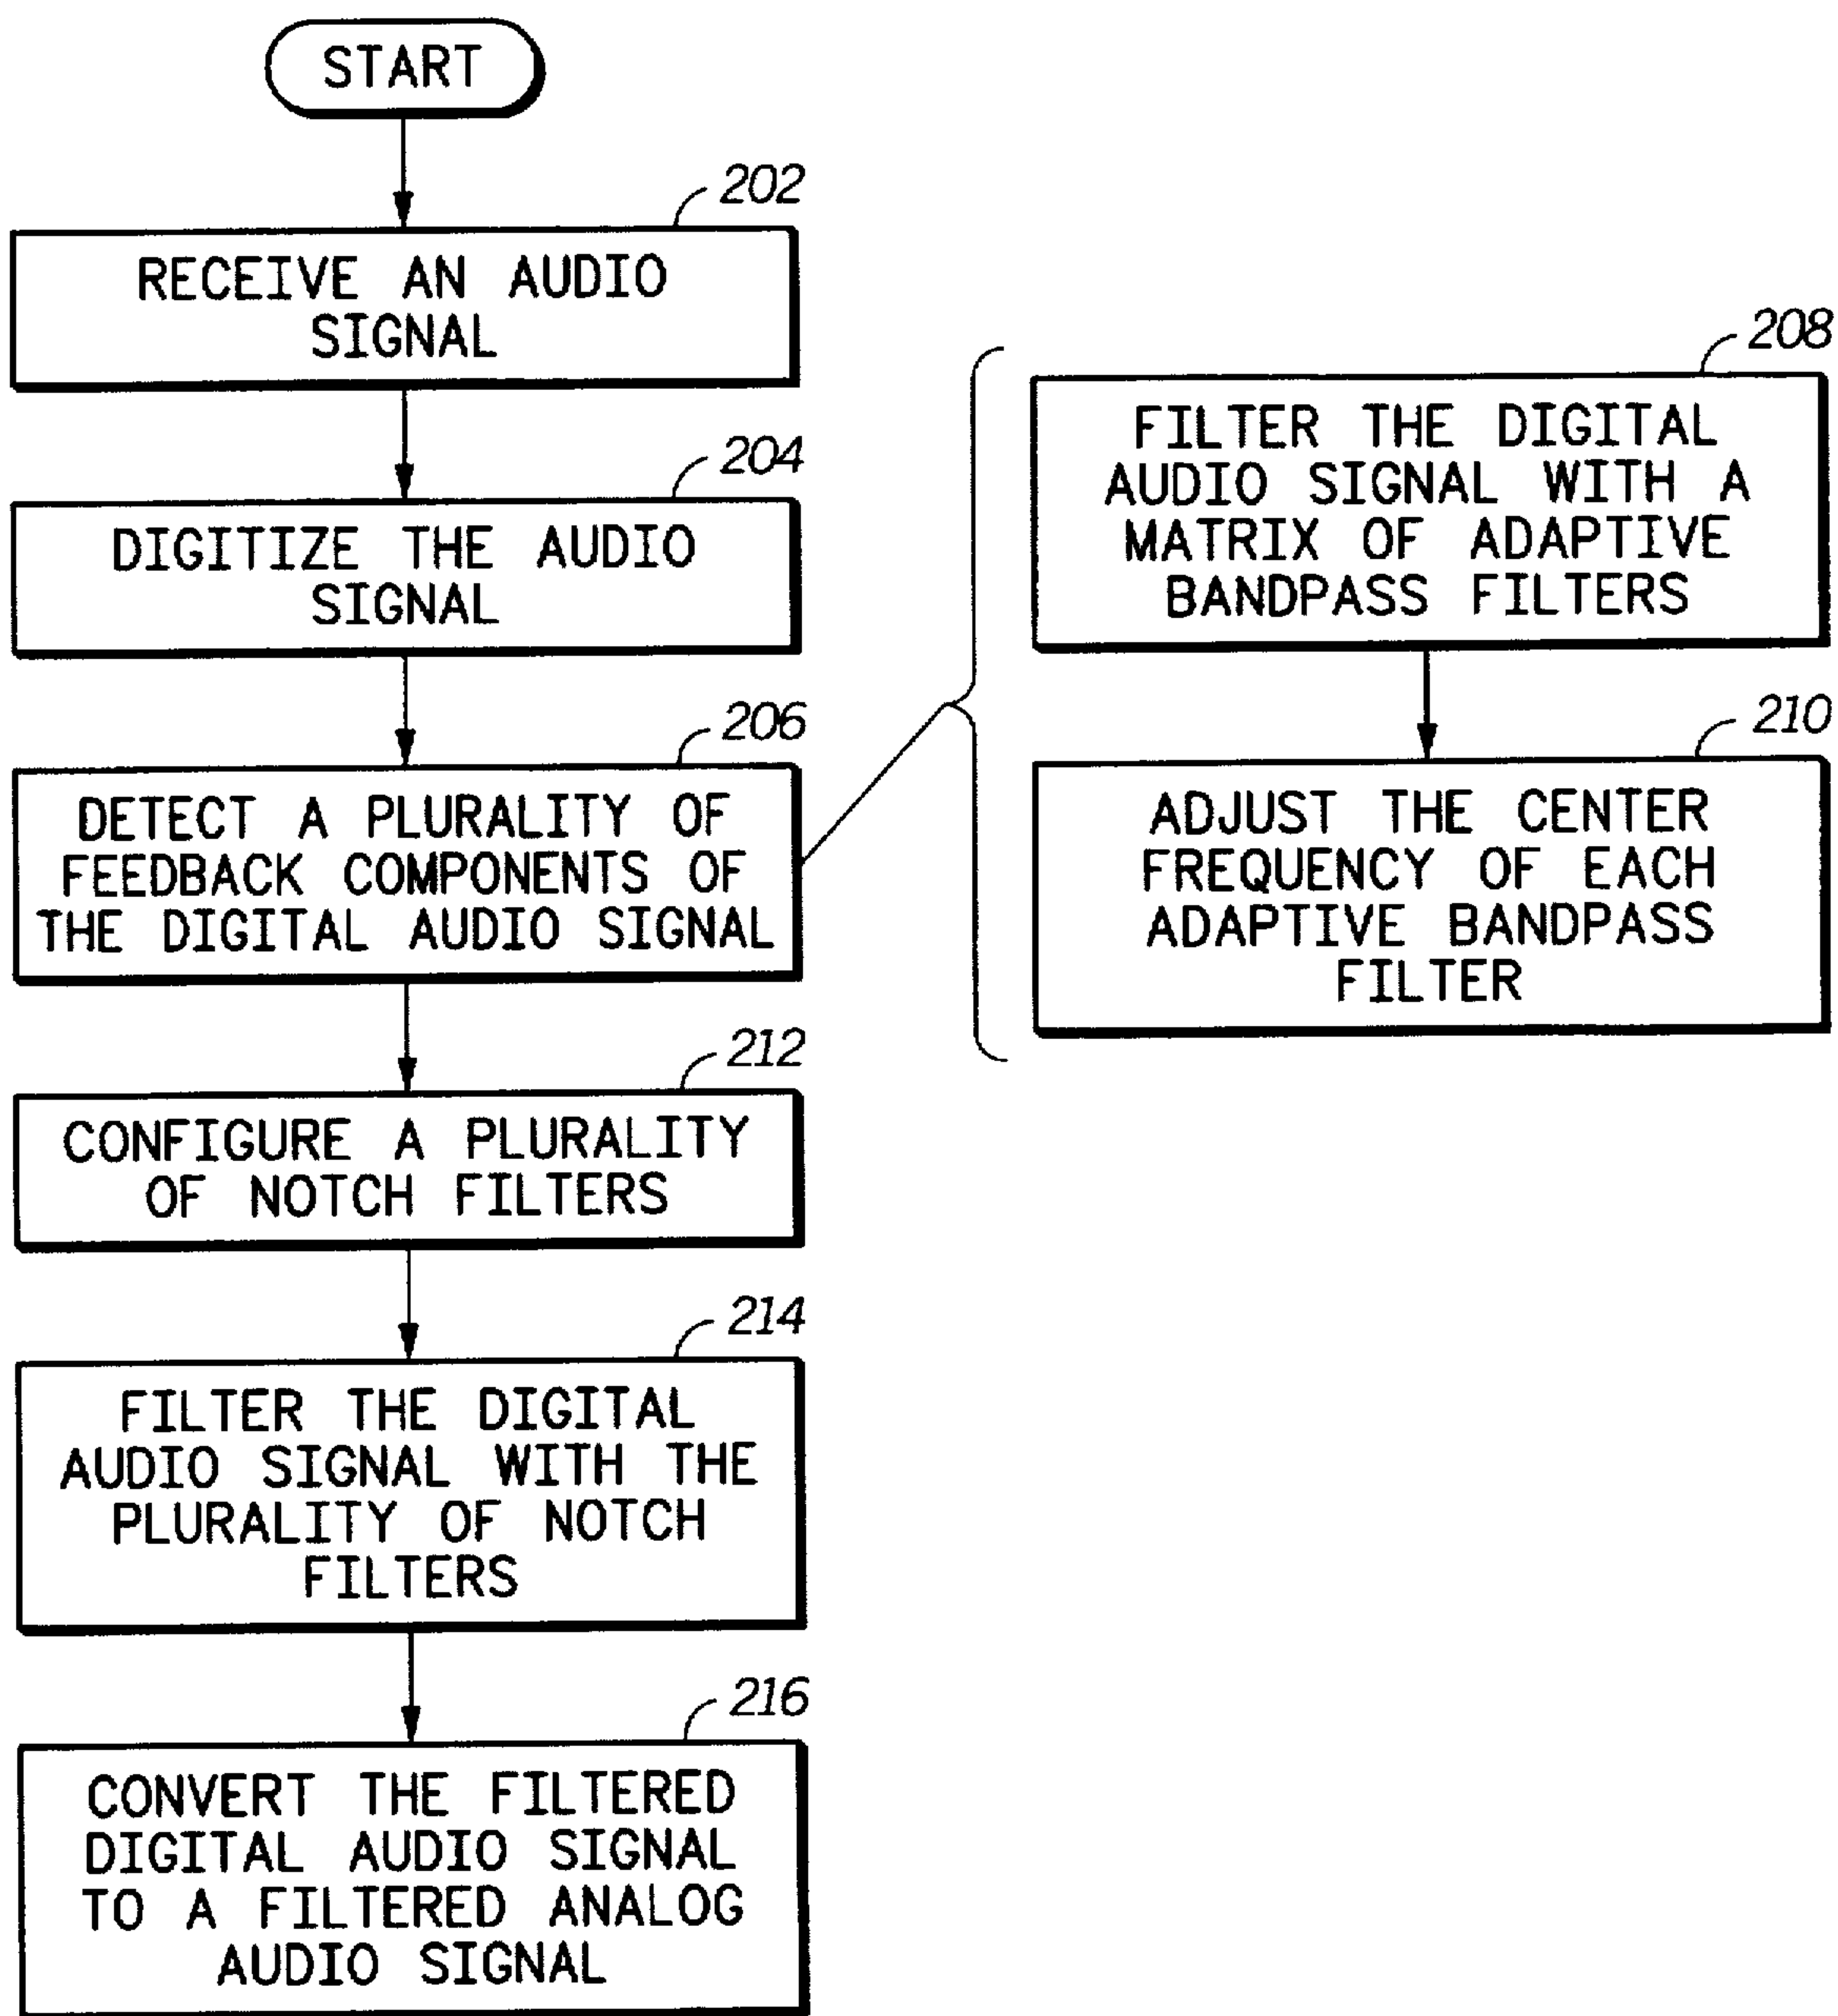 START
202
RECEIVE AN AUDIO
SIGNAL
204
DIGITIZE THE AUDIO
SIGNAL
206
DETECT A PLURALITY OF
FEEDBACK COMPONENTS OF
THE DIGITAL AUDIO SIGNAL
208
FILTER THE DIGITAL
AUDIO SIGNAL WITH A
MATRIX OF ADAPTIVE
BANDPASS FILTERS
210
ADJUST THE CENTER
FREQUENCY OF EACH
ADAPTIVE BANDPASS
FILTER
212
CONFIGURE A PLURALITY
OF NOTCH FILTERS
214
FILTER THE DIGITAL
AUDIO SIGNAL WITH THE
PLURALITY OF NOTCH
FILTERS
216
CONVERT THE FILTERED
DIGITAL AUDIO SIGNAL
TO A FILTERED ANALOG
AUDIO SIGNAL